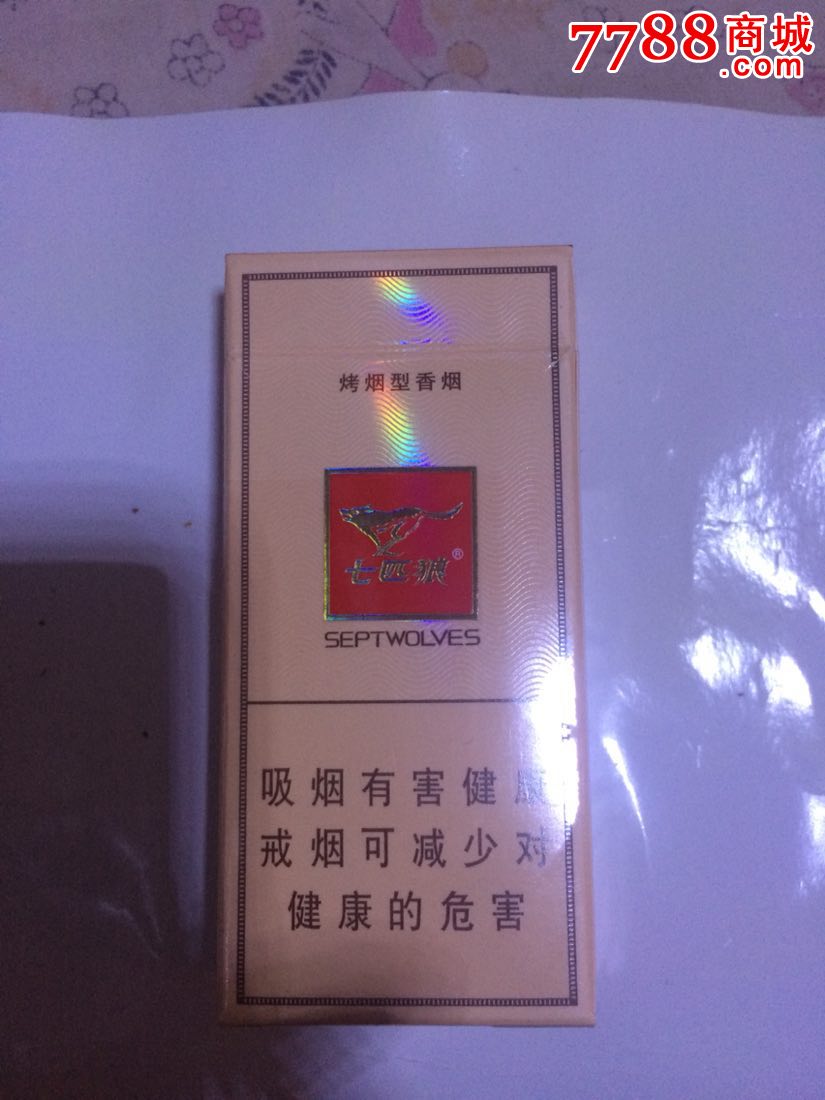 7788商城
.com
烤烟型香烟
七匹狼®
SEPTWOLVES
吸烟有害健康
戒烟可减少对
健康的危害